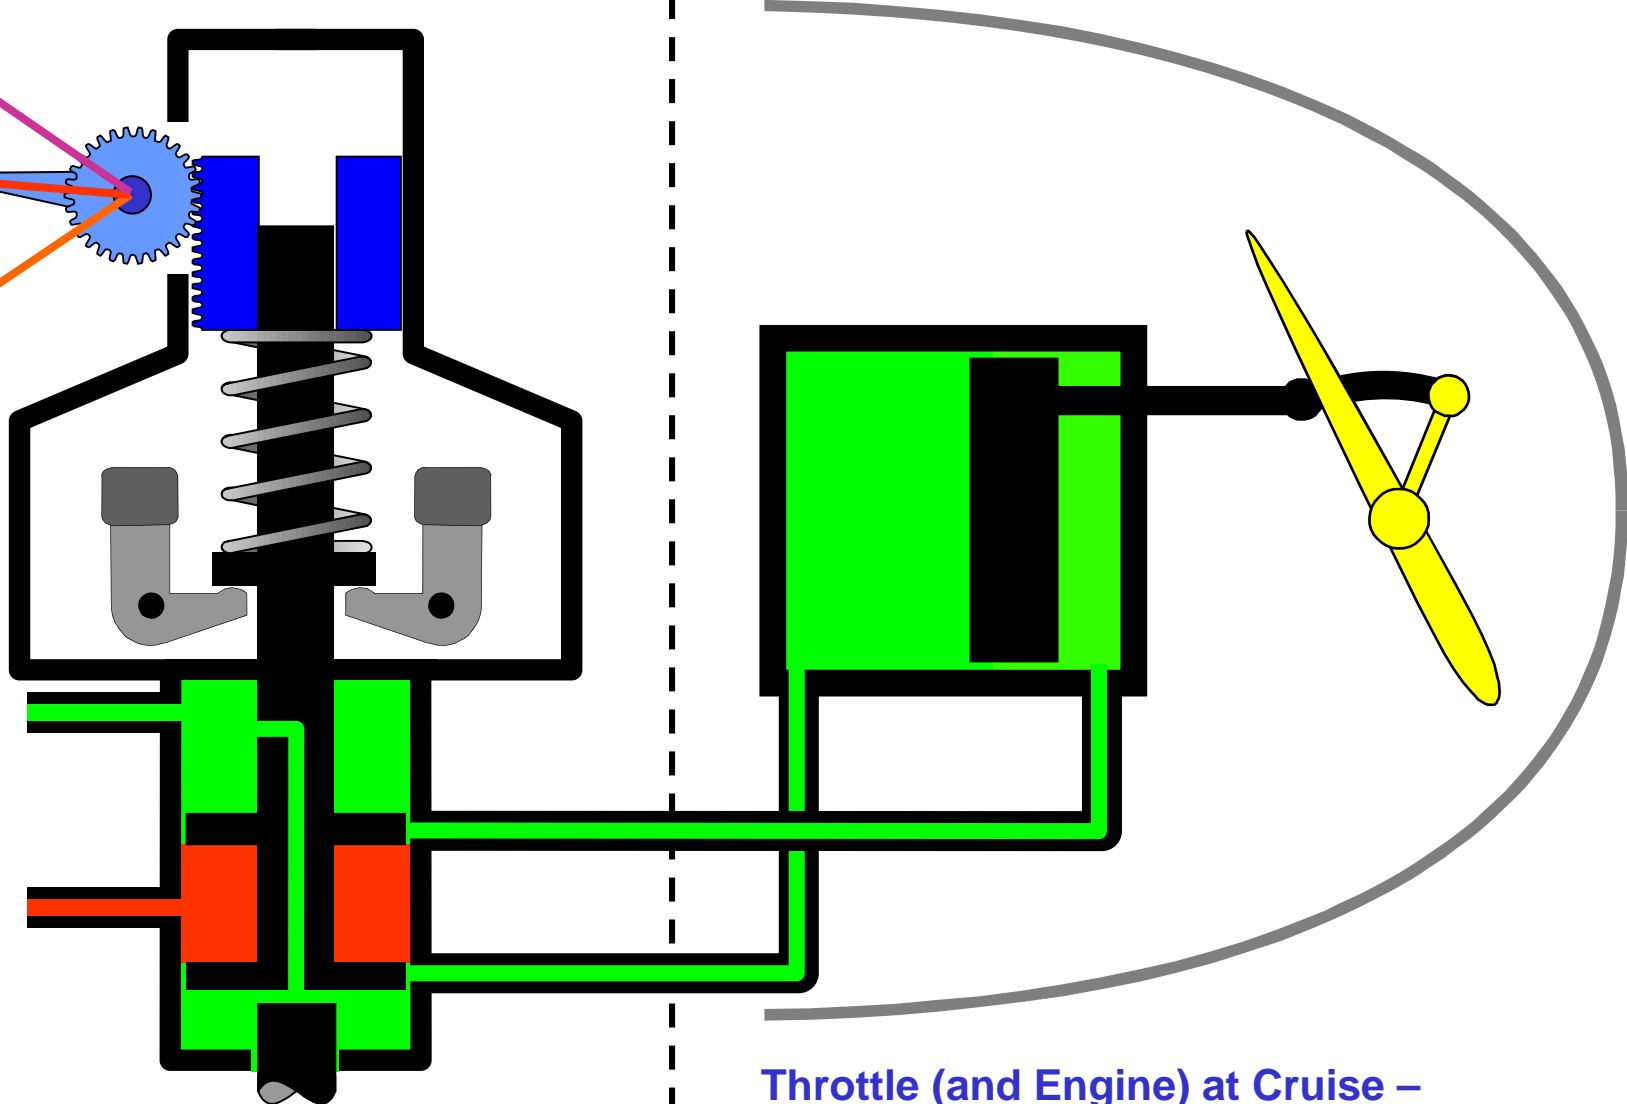 Throttle (and Engine) at Cruise –